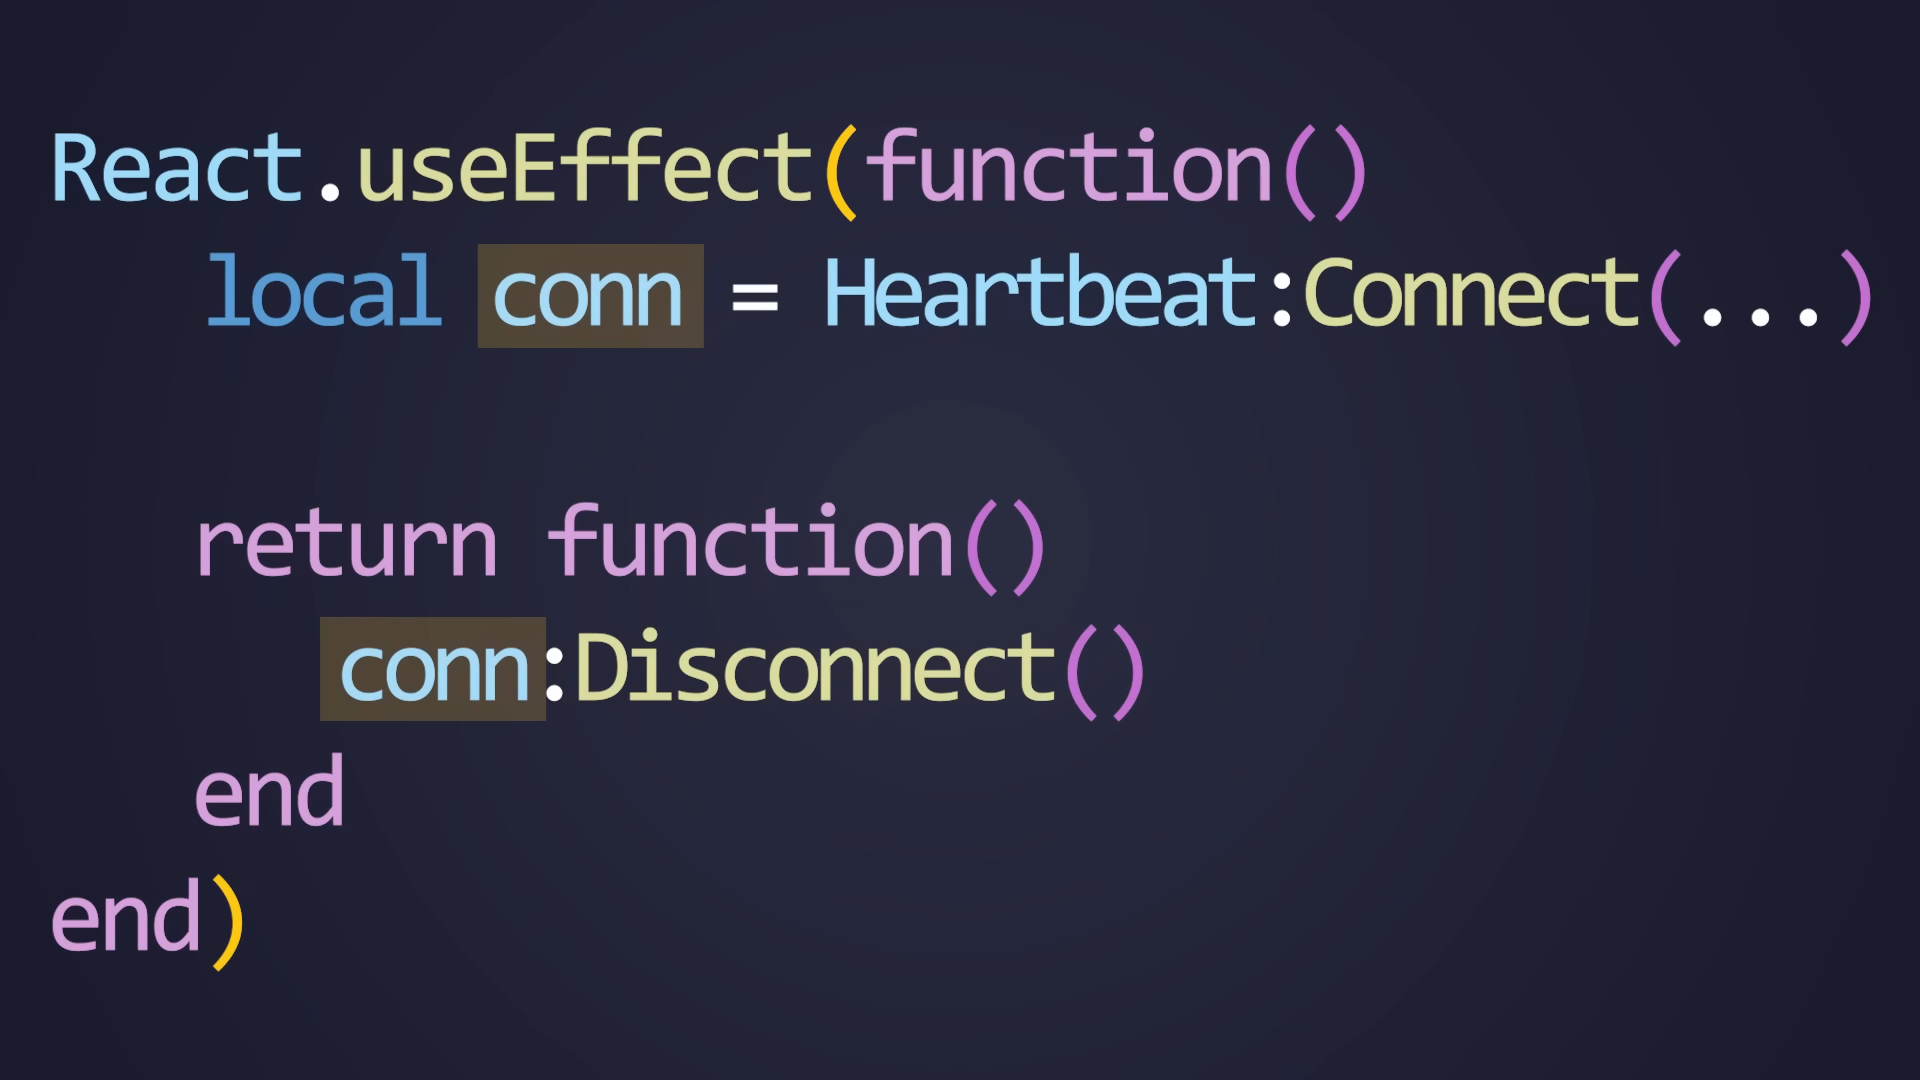 React.useEffect(function()
local conn = Heartbeat:Connect(...)
return function()
conn:Disconnect()
end
end)